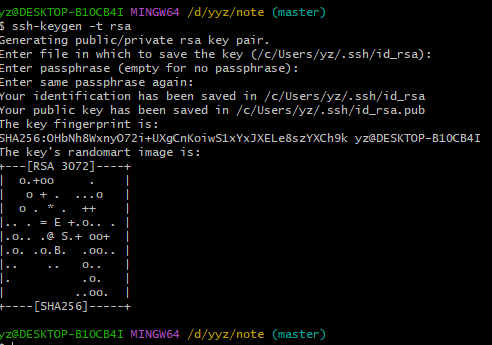 yz@DESKTOP-B1OCB4I MINGW64 /d/yyz/note (master)
$ ssh-keygen -t rsa
Generating public/private rsa key pair.
Enter file in which to save the key (/c/Users/yz/.ssh/id_rsa):
Enter passphrase (empty for no passphrase):
Enter same passphrase again:
Your identification has been saved in /c/Users/yz/.ssh/id_rsa
Your public key has been saved in /c/Users/yz/.ssh/id_rsa.pub
The key fingerprint is:
SHA256:OHbNh8WxnyO72i+UXgCnKoiwS1xYxJXELe8szYXCh9k yz@DESKTOP-B1OCB4I
The key's randomart image is:
+---[RSA 3072]----+
|  o.+oo     .    |
|   o + .  ...o   |
|  o . * .  ++    |
|.. . = E +.o.. . |
|.o.. .@ S.+ oo+  |
|.o. .o.B.  .oo.. |
|..    ..   o..   |
|.          .o.   |
|          ..oo.  |
+----[SHA256]-----+
yz@DESKTOP-B1OCB4I MINGW64 /d/yyz/note (master)
$